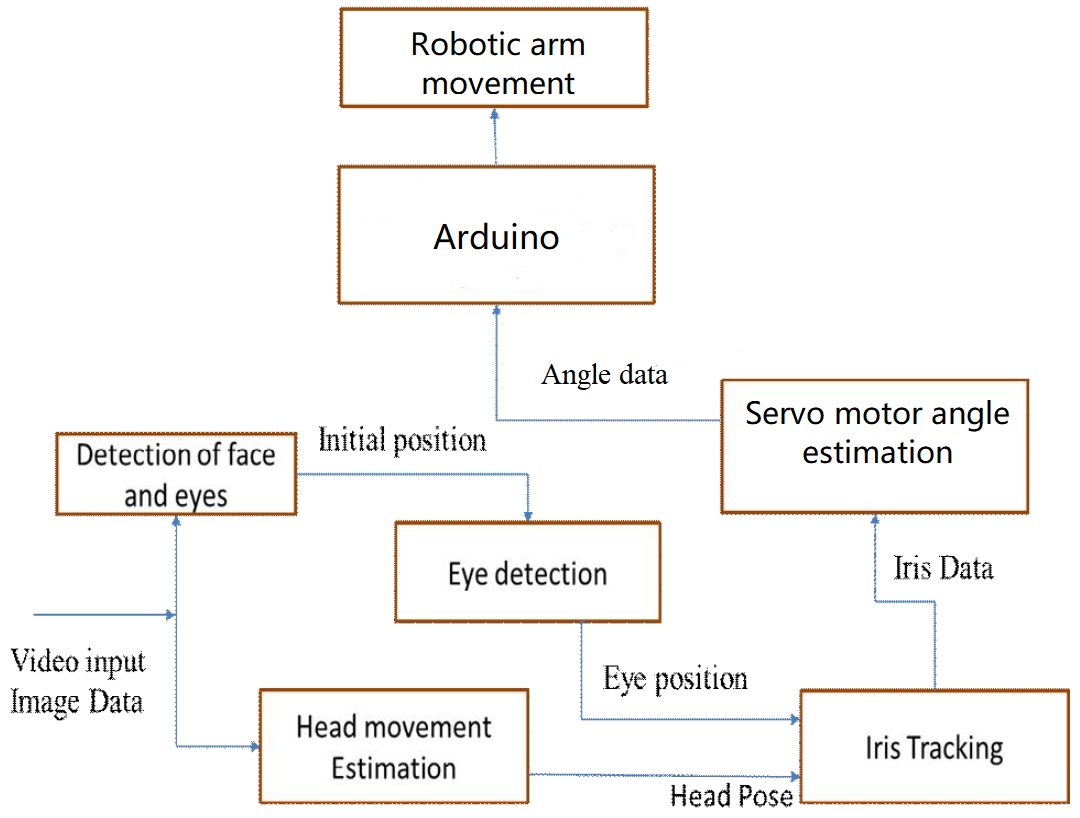 Robotic arm
movement
Arduino
Angle data
Servo motor angle
estimation
Initial position
Detection of face
and eyes
Eye detection
Iris Data
Video input
Image Data
Eye position
Head movement
Estimation
Iris Tracking
Head Pose